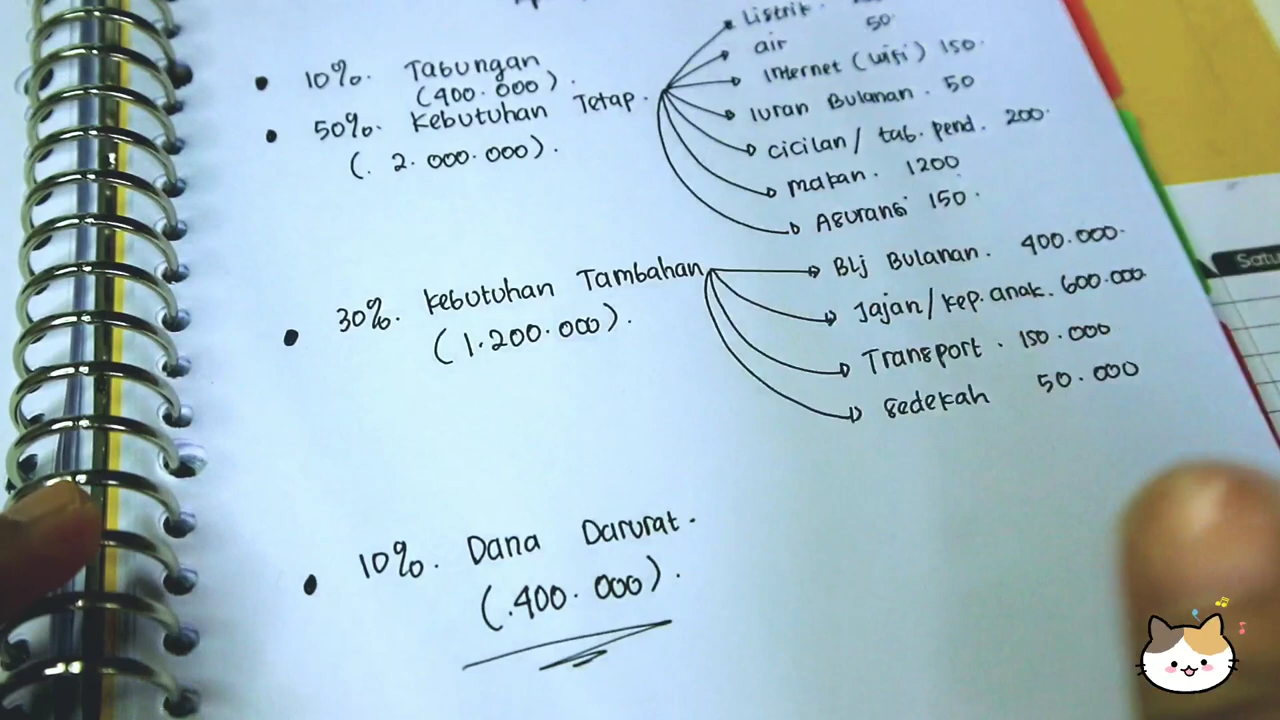 • 10%. Tabungan
(400.000).
• 50%. Kebutuhan Tetap.
(. 2.000.000).
Listrik.
air 50
Internet (wifi) 150.
Iuran Bulanan. 50
cicilan / tab. pend. 200.
makan. 1200
Asuransi 150.
• 30%. Kebutuhan Tambahan
(1.200.000).
Blj Bulanan. 400.000.
Jajan / kep. anak. 600.000
Transport. 150.000
Sedekah 50.000
• 10%. Dana Darurat.
(.400.000).
Satu